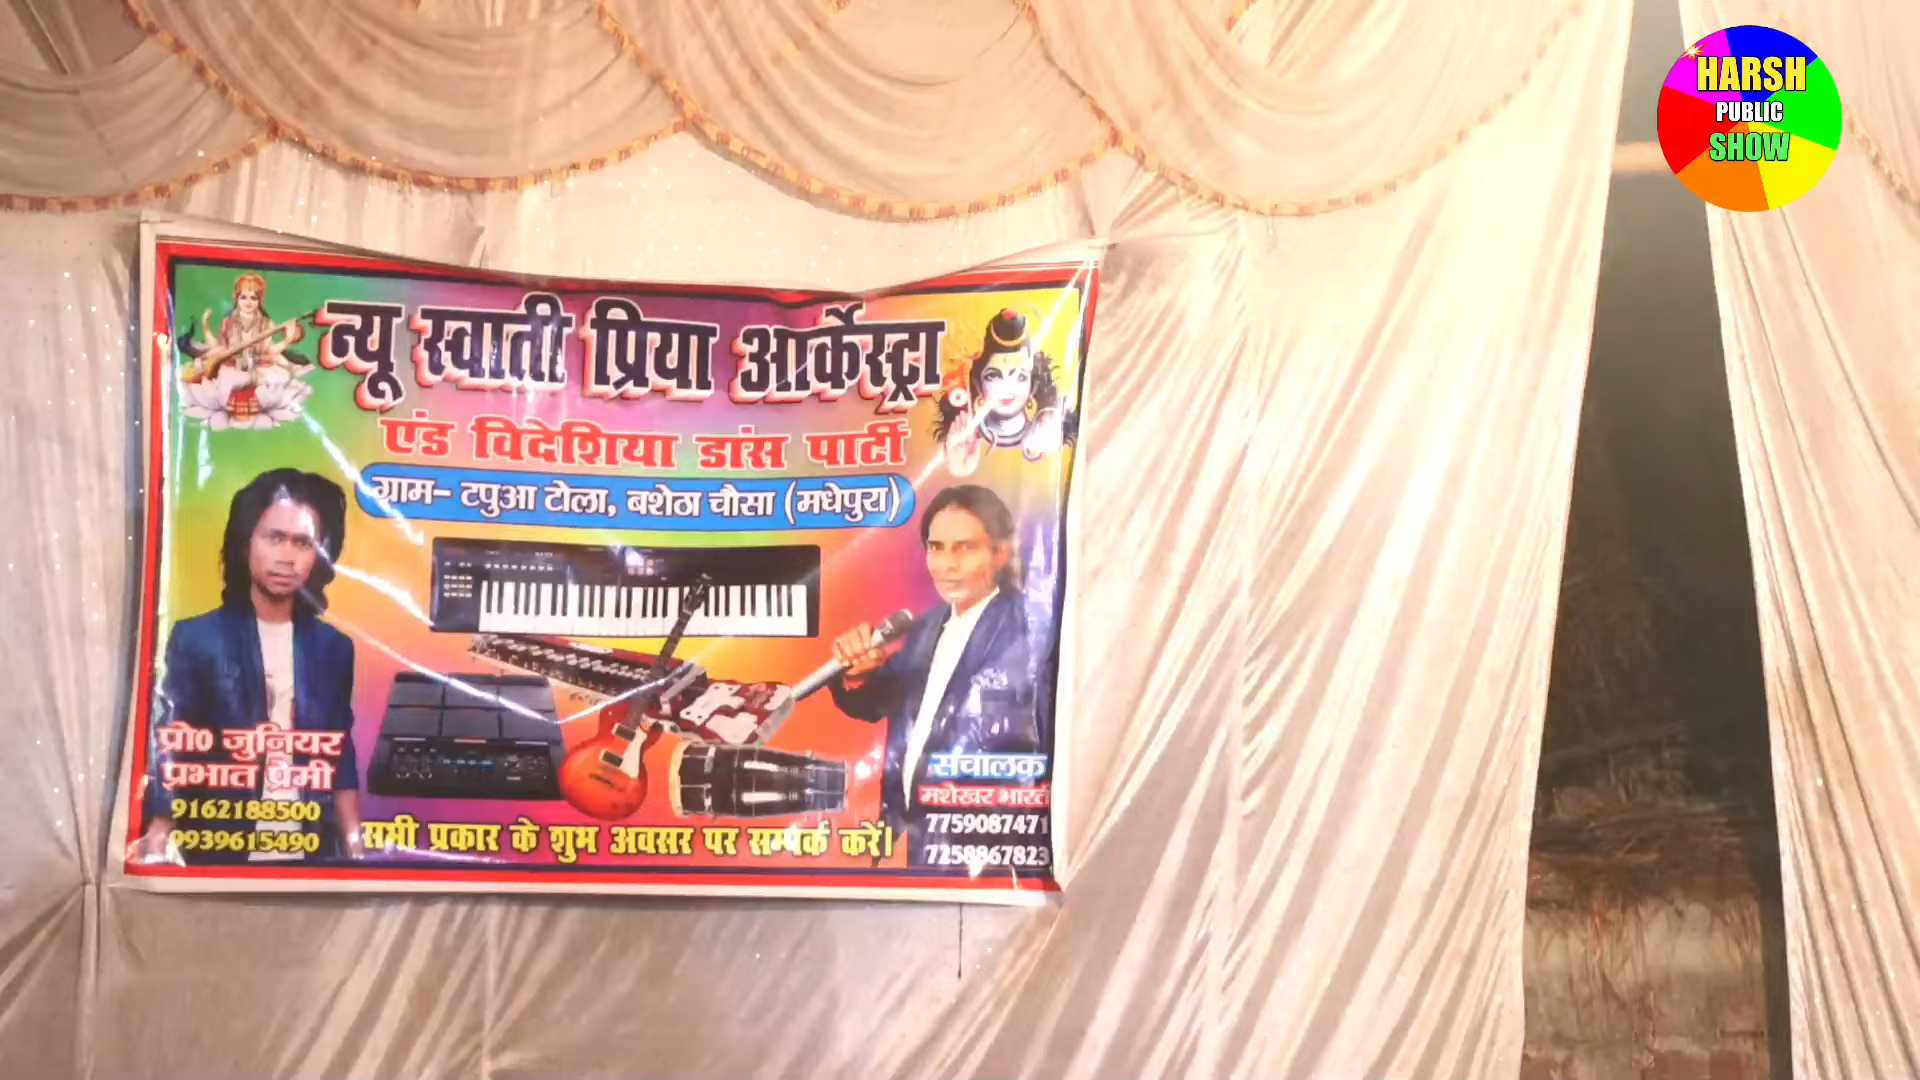 HARSH
PUBLIC
SHOW
न्यू स्वाती प्रिया आर्केस्ट्रा
एंड विदेशिया डांस पार्टी
ग्राम- टपुआ टोला, बशेठा चौसा (मधेपुरा)
प्रो0 जुनियर
प्रभात प्रेमी
9162188500
9939615490
संचालक
मशेखर भारती
7759087471
7258867823
सभी प्रकार के शुभ अवसर पर सम्पर्क करें।